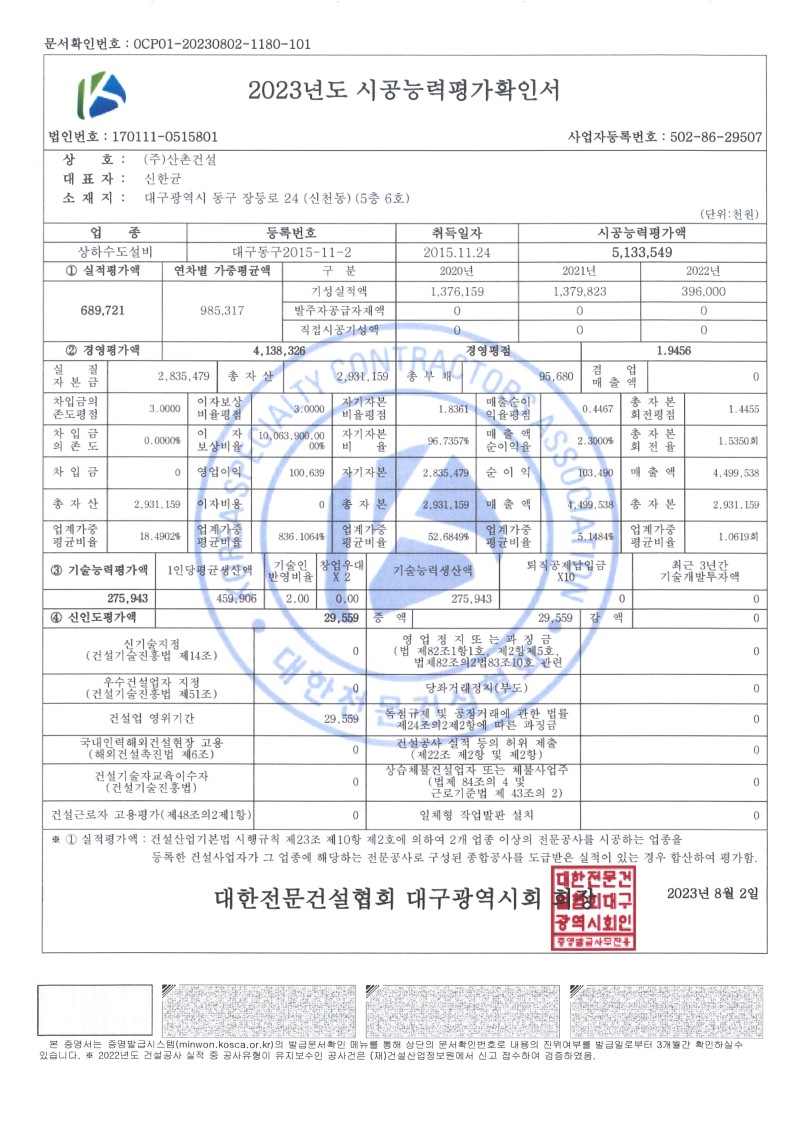 문서확인번호 : 0CP01-20230802-1180-101
2023년도 시공능력평가확인서
법인번호 : 170111-0515801 사업자등록번호 : 502-86-29507
상 호 : (주)산촌건설
대 표 자 : 신한균
소 재 지 : 대구광역시 동구 장등로 24 (신천동) (5층 6호)
(단위:천원)
업 종 등록번호 취득일자 시공능력평가액
상하수도설비 대구동구2015-11-2 2015.11.24 5,133,549
① 실적평가액 연차별 가중평균액 구 분 2020년 2021년 2022년
689,721 985,317 기성실적액 1,376,159 1,379,823 396,000
발주자공급자재액 0 0 0
직접시공기성액 0 0 0
② 경영평가액 4,138,326 경영평점 1.9456
실 질 자 본 금 2,835,479 총 자 산 2,931,159 총 부 채 95,680 겸 업 매 출 액 0
차입금의 존도평점 3.0000 이자보상 비율평점 3.0000 자기자본 비율평점 1.8361 매출순이 익율평점 0.4467 총 자 본 회전평점 1.4455
차 입 금 의 존 도 0.0000% 이 자 보상비율 10,063,900.00 00% 자기자본 비 율 96.7357% 매 출 액 순이익율 2.3000% 총 자 본 회 전 율 1.5350회
차 입 금 0 영업이익 100,639 자기자본 2,835,479 순 이 익 103,490 매 출 액 4,499,538
총 자 산 2,931,159 이자비용 0 총 자 본 2,931,159 매 출 액 4,499,538 총 자 본 2,931,159
업계가중 평균비율 18.4902% 업계가중 평균비율 836.1064% 업계가중 평균비율 52.6849% 업계가중 평균비율 5.1484% 업계가중 평균비율 1.0619회
③ 기술능력평가액 1인당평균생산액 기술인 반영비율 창업우대 X 2 기술능력생산액 퇴직공제납입금 X10 최근 3년간 기술개발투자액
275,943 459,906 2.00 0.00 275,943 0 0
④ 신인도평가액 29,559 증 액 29,559 감 액 0
신기술지정 (건설기술진흥법 제14조) 0 영업정지또는과징금 (법 제82조1항1호, 제2항제5호, 법제82조의2법83조10호 관련 0
우수건설업자 지정 (건설기술진흥법 제51조) 0 당좌거래정지(부도) 0
건설업 영위기간 29,559 독점규제 및 공정거래에 관한 법률 제24조의2제2항에 따른 과징금 0
국내인력해외건설현장 고용 (해외건설촉진법 제6조) 0 건설공사 실적 등의 허위 제출 (제22조 제2항 및 제2항) 0
건설기술자교육이수자 (건설기술진흥법) 0 상습체불건설업자 또는 체불사업주 (법제 84조의 4 및 근로기준법 제 43조의 2) 0
건설근로자 고용평가(제48조의2제1항) 0 일체형 작업발판 설치 0
※ ① 실적평가액 : 건설산업기본법 시행규칙 제23조 제10항 제2호에 의하여 2개 업종 이상의 전문공사를 시공하는 업종을
등록한 건설사업자가 그 업종에 해당하는 전문공사로 구성된 종합공사를 도급받은 실적이 있는 경우 합산하여 평가함.
대한전문건설협회 대구광역시회 회장 2023년 8월 2일
대한전문건
설협회대구
광역시회인
증명발급사무전용
KOREA SPECIALTY CONTRACTORS ASSOCIATION
대한전문건설협회
본 증명서는 증명발급시스템(minwon.kosca.or.kr)의 발급문서확인 메뉴를 통해 상단의 문서확인번호로 내용의 진위여부를 발급일로부터 3개월간 확인하실수
있습니다. ※ 2022년도 건설공사 실적 중 공사유형이 유지보수인 공사건은 (재)건설산업정보원에서 신고 접수하여 검증하였음.